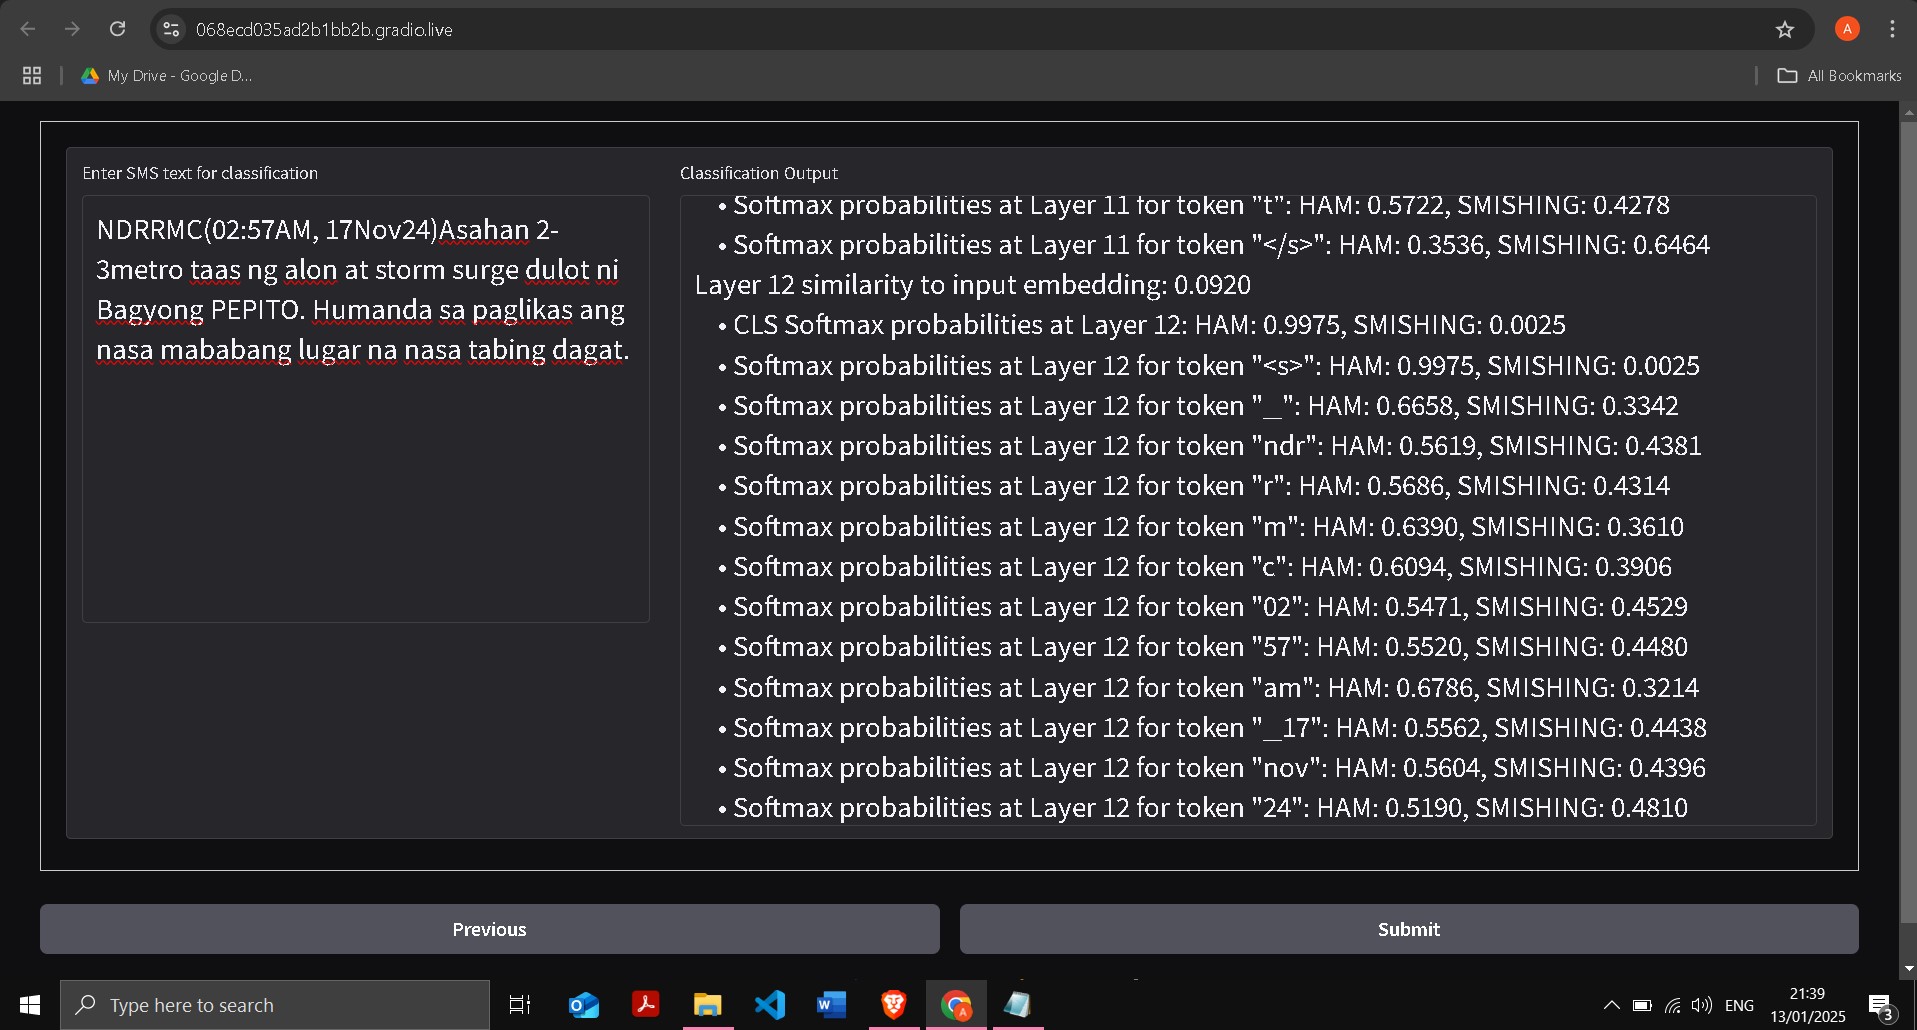 068ecd035ad2b1bb2b.gradio.live
A
My Drive - Google D...
All Bookmarks
Enter SMS text for classification
NDRRMC(02:57AM, 17Nov24)Asahan 2-
3metro taas ng alon at storm surge dulot ni
Bagyong PEPITO. Humanda sa paglikas ang
nasa mababang lugar na nasa tabing dagat.
Classification Output
• Softmax probabilities at Layer 11 for token "t": HAM: 0.5722, SMISHING: 0.4278
• Softmax probabilities at Layer 11 for token "</s>": HAM: 0.3536, SMISHING: 0.6464
Layer 12 similarity to input embedding: 0.0920
• CLS Softmax probabilities at Layer 12: HAM: 0.9975, SMISHING: 0.0025
• Softmax probabilities at Layer 12 for token "<s>": HAM: 0.9975, SMISHING: 0.0025
• Softmax probabilities at Layer 12 for token "_": HAM: 0.6658, SMISHING: 0.3342
• Softmax probabilities at Layer 12 for token "ndr": HAM: 0.5619, SMISHING: 0.4381
• Softmax probabilities at Layer 12 for token "r": HAM: 0.5686, SMISHING: 0.4314
• Softmax probabilities at Layer 12 for token "m": HAM: 0.6390, SMISHING: 0.3610
• Softmax probabilities at Layer 12 for token "c": HAM: 0.6094, SMISHING: 0.3906
• Softmax probabilities at Layer 12 for token "02": HAM: 0.5471, SMISHING: 0.4529
• Softmax probabilities at Layer 12 for token "57": HAM: 0.5520, SMISHING: 0.4480
• Softmax probabilities at Layer 12 for token "am": HAM: 0.6786, SMISHING: 0.3214
• Softmax probabilities at Layer 12 for token "_17": HAM: 0.5562, SMISHING: 0.4438
• Softmax probabilities at Layer 12 for token "nov": HAM: 0.5604, SMISHING: 0.4396
• Softmax probabilities at Layer 12 for token "24": HAM: 0.5190, SMISHING: 0.4810
Previous
Submit
Type here to search
W
A
ENG
21:39
13/01/2025
3